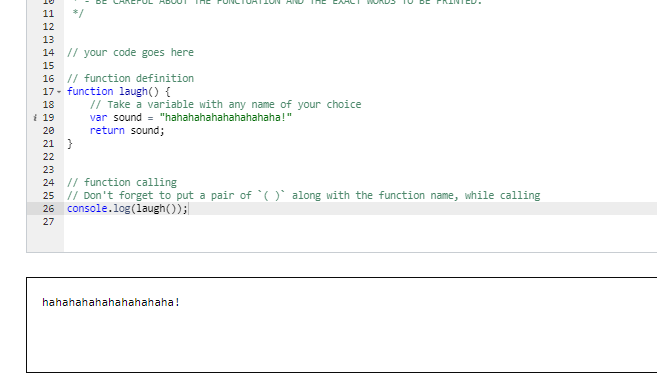 10 * - BE CAREFUL ABOUT THE PUNCTUATION AND THE EXACT WORDS TO BE PRINTED.
11 */
12
13
14 // your code goes here
15
16 // function definition
17 function laugh() {
18 // Take a variable with any name of your choice
i 19 var sound = "hahahahahahahahahaha!"
20 return sound;
21 }
22
23
24 // function calling
25 // Don't forget to put a pair of `( )` along with the function name, while calling
26 console.log(laugh());
27
hahahahahahahahahaha!